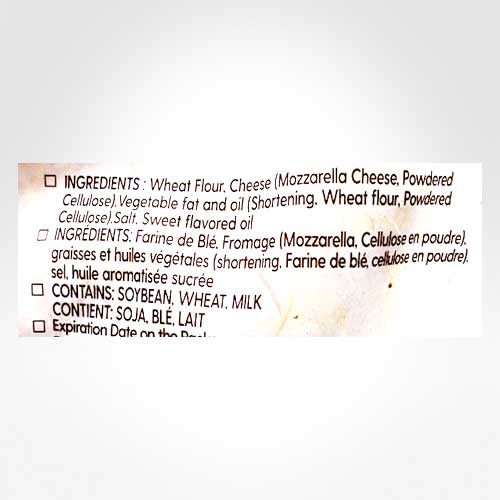 ☐ INGREDIENTS : Wheat Flour, Cheese (Mozzarella Cheese, Powdered
Cellulose),Vegetable fat and oil (Shortening, Wheat flour, Powdered
Cellulose),Salt, Sweet flavored oil
☐ INGRÉDIENTS: Farine de Blé, Fromage (Mozzarella, Cellulose en poudre),
graisses et huiles végétales (shortening, Farine de blé, cellulose en poudre),
sel, huile aromatisée sucrée
☐ CONTAINS: SOYBEAN, WHEAT, MILK
CONTIENT: SOJA, BLÉ, LAIT
☐ Expiration Date on the